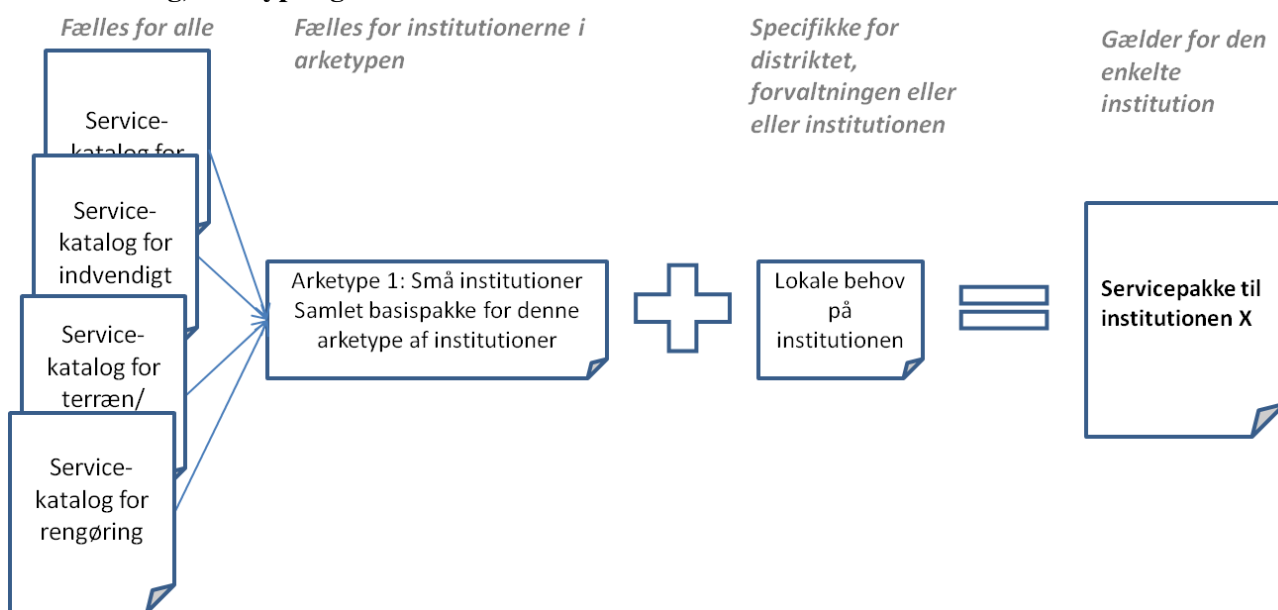 Fælles for alle
Fælles for institutionerne i
arketypen
Specifikke for
distriktet,
forvaltningen eller
eller institutionen
Gælder for den
enkelte
institution
Service-
katalog for
Service-
katalog for
indvendigt
Service-
katalog for
terræn/
Service-
katalog for
rengøring
Arketype 1: Små institutioner
Samlet basispakke for denne
arketype af institutioner
Lokale behov
på
institutionen
Servicepakke til
institutionen X